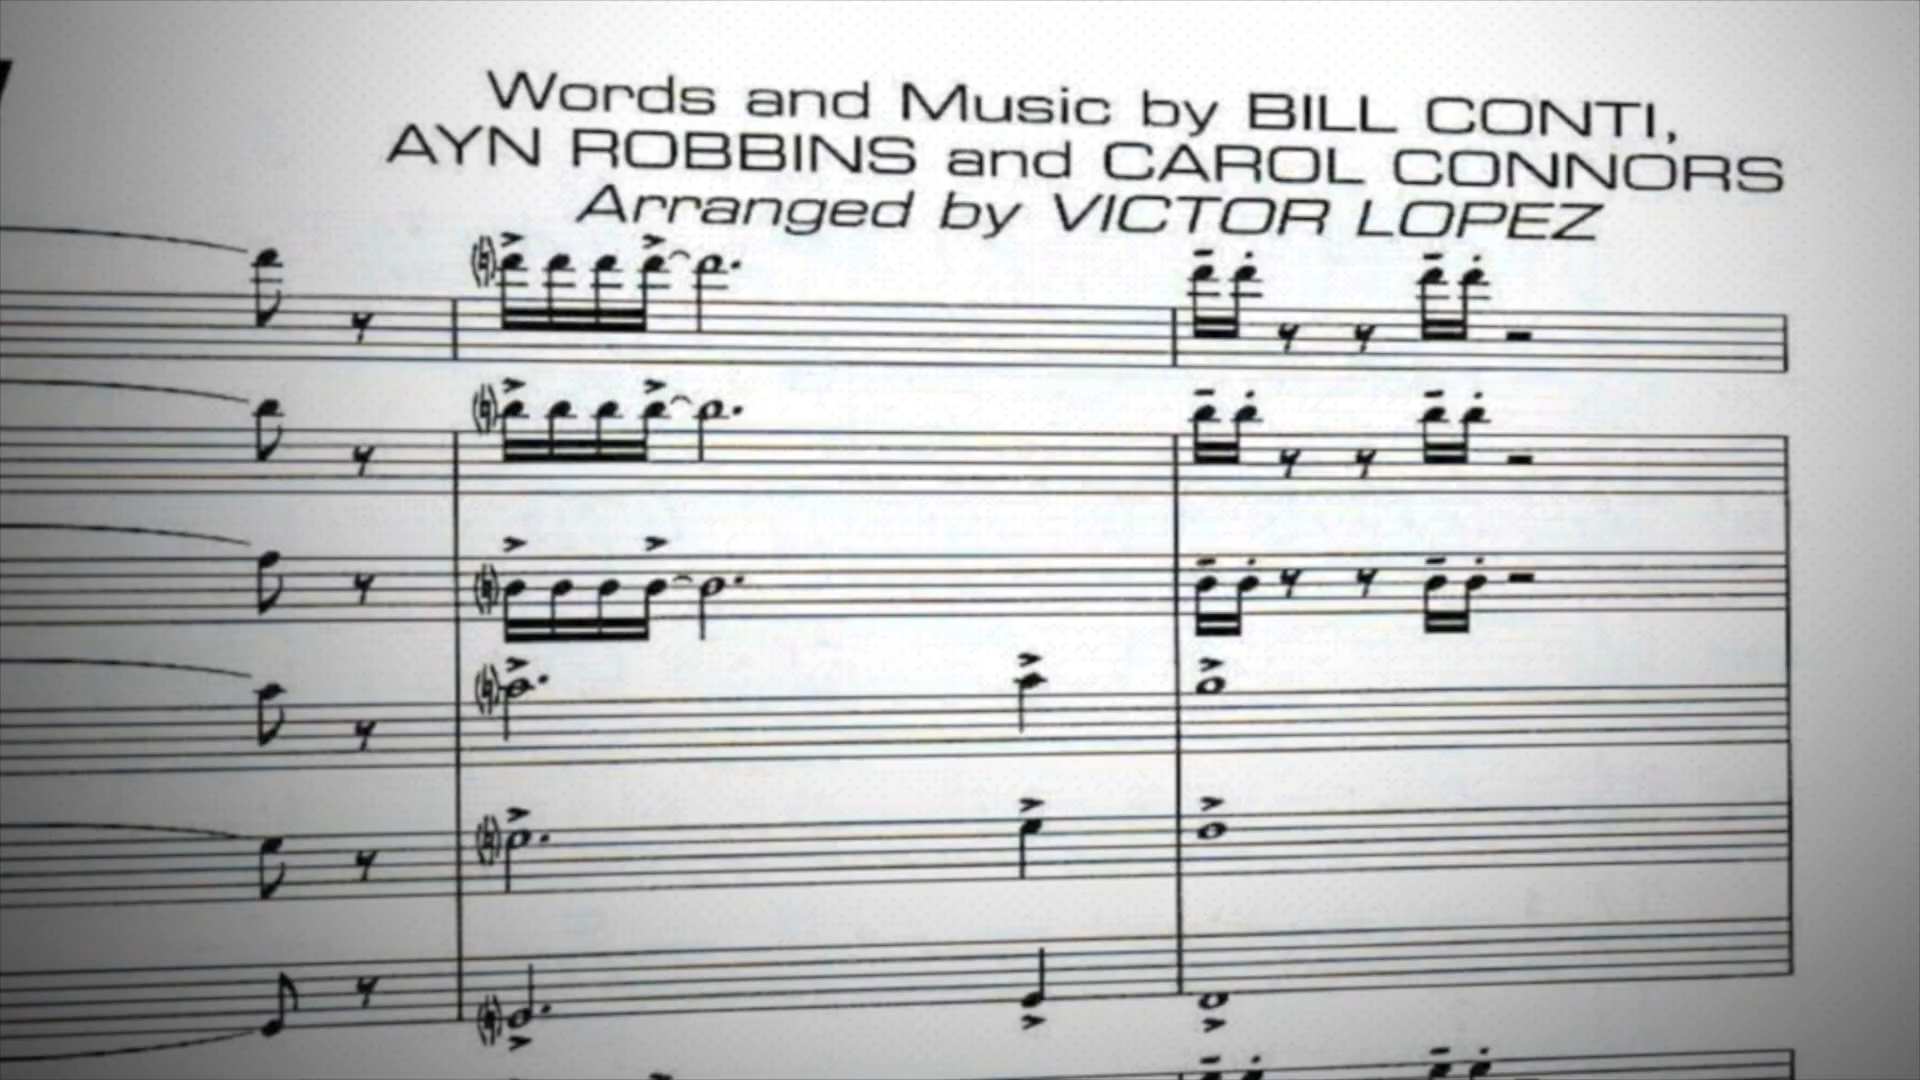 Words and Music by BILL CONTI,
AYN ROBBINS and CAROL CONNORS
Arranged by VICTOR LOPEZ